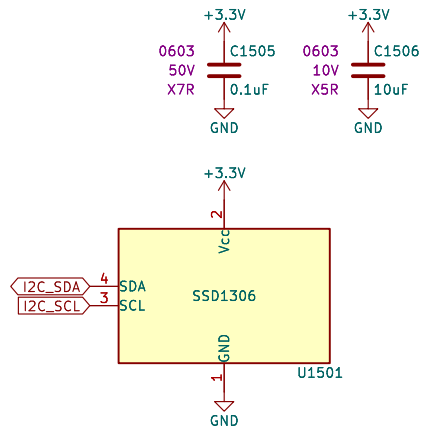 +3.3V +3.3V
0603 C1505 0603 C1506
50V 10V
X7R 0.1uF X5R 10uF
GND GND
+3.3V
2
Vcc
I2C_SDA 4 SDA
I2C_SCL 3 SCL
SSD1306
GND
1
U1501
GND